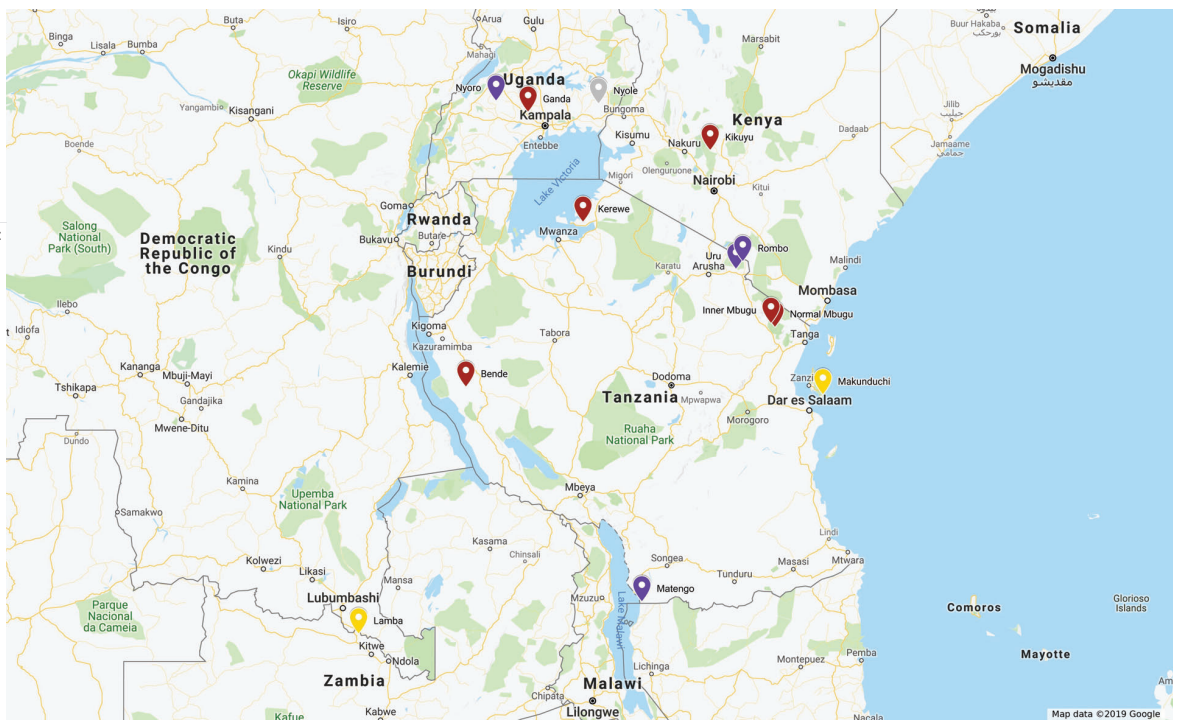 Buta
Isiro
Arua
Gulu
Buur Hakaba
Somalia
Binga
Lisala
Bumba
Mahagi
Marsabit
Mogadishu
مقديشو
Okapi Wildlife
Reserve
Uganda
Nyoro
Ganda
Nyole
Yangambi
Kisangani
Kampala
Bungoma
Kenya
Jilib
جيليب
Entebbe
Kisumu
Nakuru
Kikuyu
Dadaab
Boende
Jamaame
جمامي
Lake Victoria
Migori
Olenguruone
Nairobi
Kitui
Goma
Rwanda
Kerewe
Salong
National
Park (South)
Democratic
Republic of
the Congo
Kindu
Bukavu
Butare
Mwanza
Uru
Rombo
Arusha
Karatu
Malindi
Burundi
Mombasa
Ilebo
Idiofa
Kigoma
Inner Mbugu
Normal Mbugu
Tabora
Tanga
Kazuramimba
Kananga
Mbuji-Mayi
Kalemie
Bende
Dodoma
Zanzi
Makunduchi
Tshikapa
Gandajika
Tanzania
Mpwapwa
Dar es Salaam
Mwene-Ditu
Morogoro
Dundo
Ruaha
National Park
Kamina
Upemba
National Park
Mbeya
Samakwo
Lindi
Kasama
Chinsali
Songea
Masasi
Mtwara
Kolwezi
Likasi
Mansa
Tunduru
Matengo
Lubumbashi
Mzuzu
Lake Malawi
Comoros
Glorioso
Islands
Parque
Nacional
da Cameia
Lamba
Kitwe
Ndola
Lichinga
Montepuez
Pemba
Mayotte
Zambia
Malawi
Chipata
Am
Kafue
Kabwe
Lilongwe
Nacala
Map data ©2019 Google